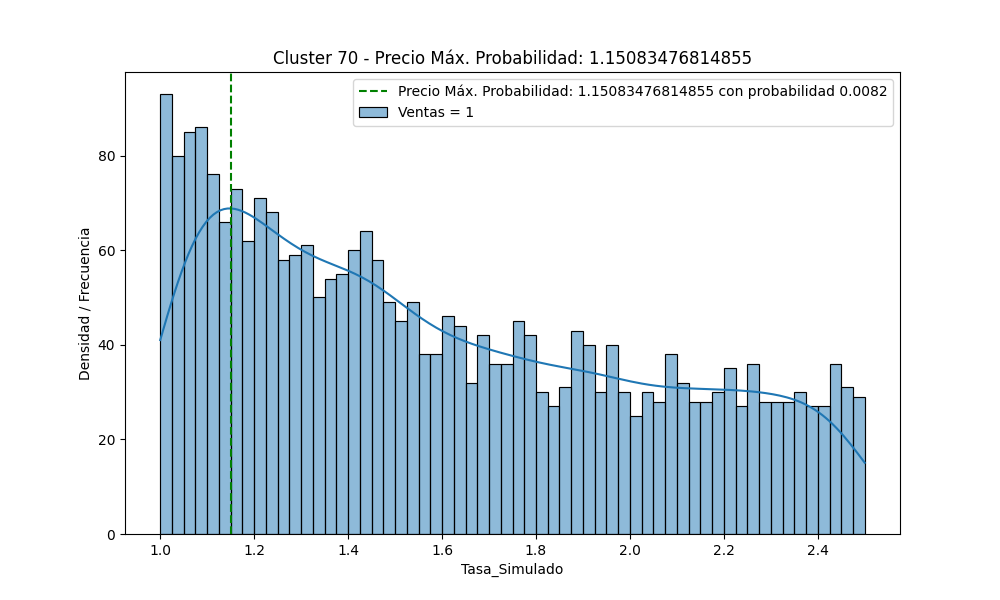 Cluster 70 - Precio Máx. Probabilidad: 1.15083476814855
Precio Máx. Probabilidad: 1.15083476814855 con probabilidad 0.0082
Ventas = 1
Densidad / Frecuencia
80
60
40
20
0
1.0 1.2 1.4 1.6 1.8 2.0 2.2 2.4
Tasa_Simulado